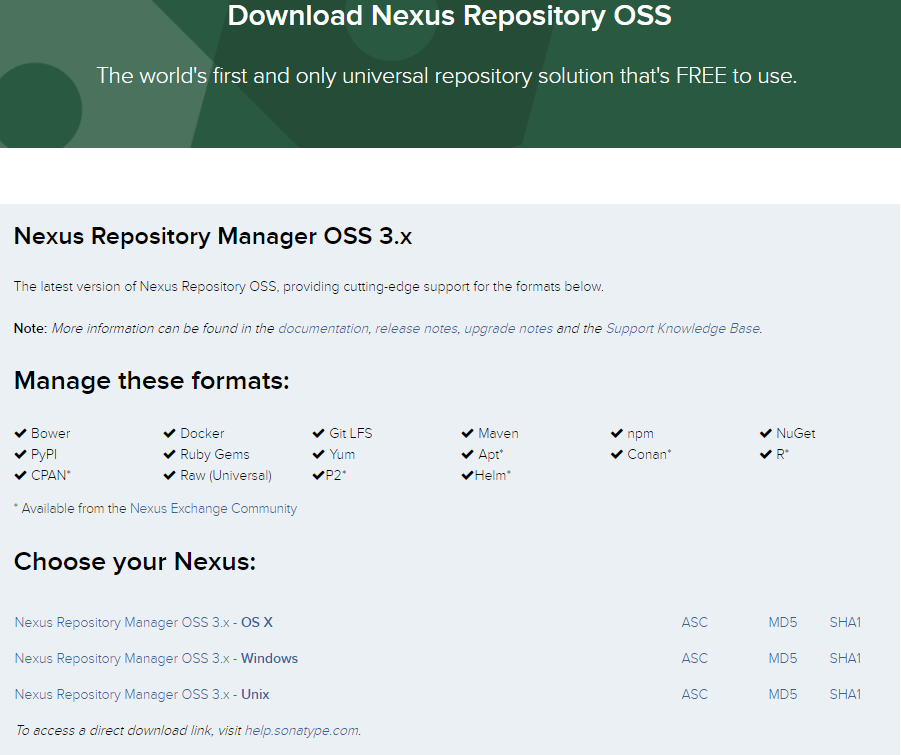 Download Nexus Repository OSS
The world's first and only universal repository solution that's FREE to use.
Nexus Repository Manager OSS 3.x
The latest version of Nexus Repository OSS, providing cutting-edge support for the formats below.
Note: More information can be found in the documentation, release notes, upgrade notes and the Support Knowledge Base.
Manage these formats:
✔ Bower ✔ Docker ✔ Git LFS ✔ Maven ✔ npm ✔ NuGet
✔ PyPI ✔ Ruby Gems ✔ Yum ✔ Apt* ✔ Conan* ✔ R*
✔ CPAN* ✔ Raw (Universal) ✔P2* ✔Helm*
* Available from the Nexus Exchange Community
Choose your Nexus:
Nexus Repository Manager OSS 3.x - OS X ASC MD5 SHA1
Nexus Repository Manager OSS 3.x - Windows ASC MD5 SHA1
Nexus Repository Manager OSS 3.x - Unix ASC MD5 SHA1
To access a direct download link, visit help.sonatype.com.